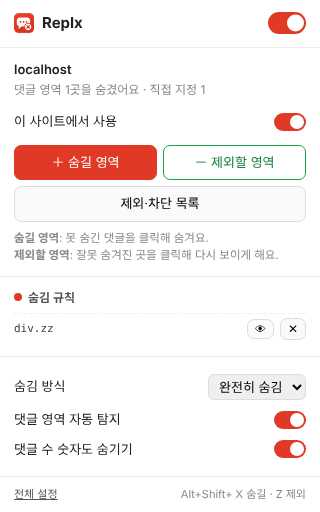 Replx
localhost
댓글 영역 1곳을 숨겼어요 · 직접 지정 1
이 사이트에서 사용
+ 숨길 영역
− 제외할 영역
제외·차단 목록
숨길 영역: 못 숨긴 댓글을 클릭해 숨겨요.
제외할 영역: 잘못 숨겨진 곳을 클릭해 다시 보이게 해요.
숨김 규칙
div.zz
숨김 방식
완전히 숨김
댓글 영역 자동 탐지
댓글 수 숫자도 숨기기
전체 설정
Alt+Shift+ X 숨길 · Z 제외